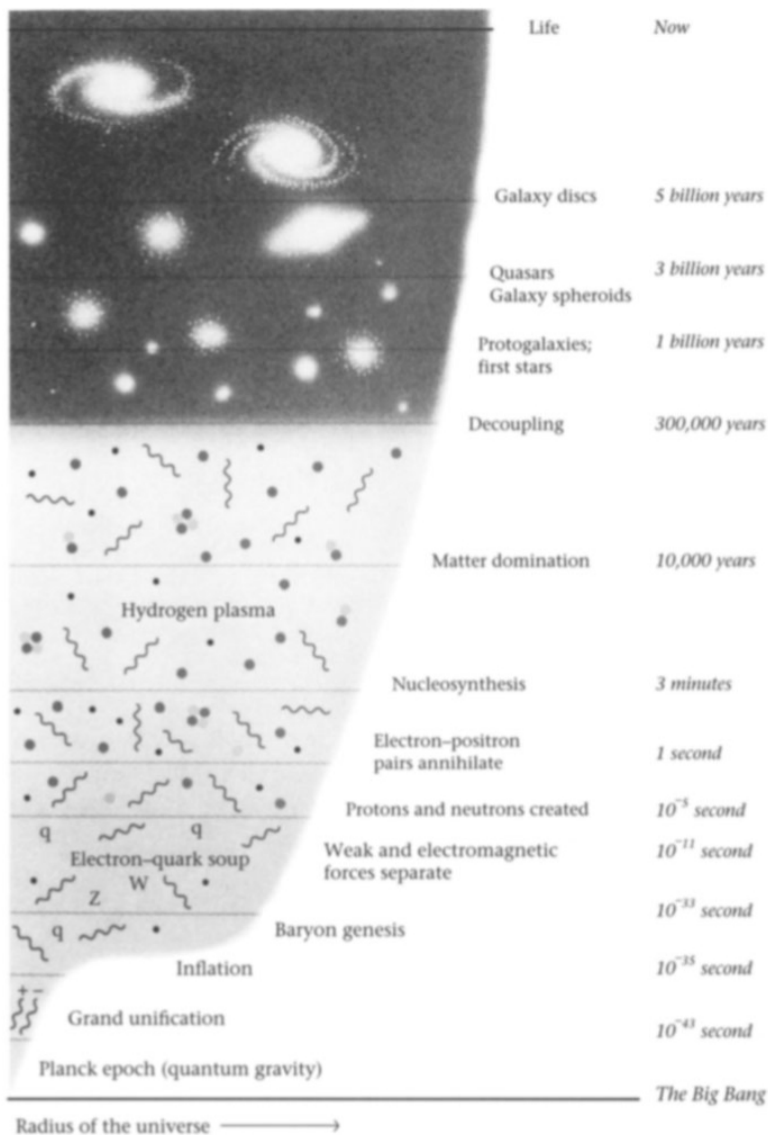 Life Now
Galaxy discs 5 billion years
Quasars 3 billion years
Galaxy spheroids
Protogalaxies; 1 billion years
first stars
Decoupling 300,000 years
Matter domination 10,000 years
Hydrogen plasma
Nucleosynthesis 3 minutes
Electron–positron
pairs annihilate 1 second
Protons and neutrons created 10⁻⁵ second
q q
Weak and electromagnetic 10⁻¹¹ second
Electron–quark soup
forces separate
W
Z
10⁻³³ second
q Baryon genesis
Inflation 10⁻³⁵ second
+ −
Grand unification
10⁻⁴³ second
Planck epoch (quantum gravity)
The Big Bang
Radius of the universe